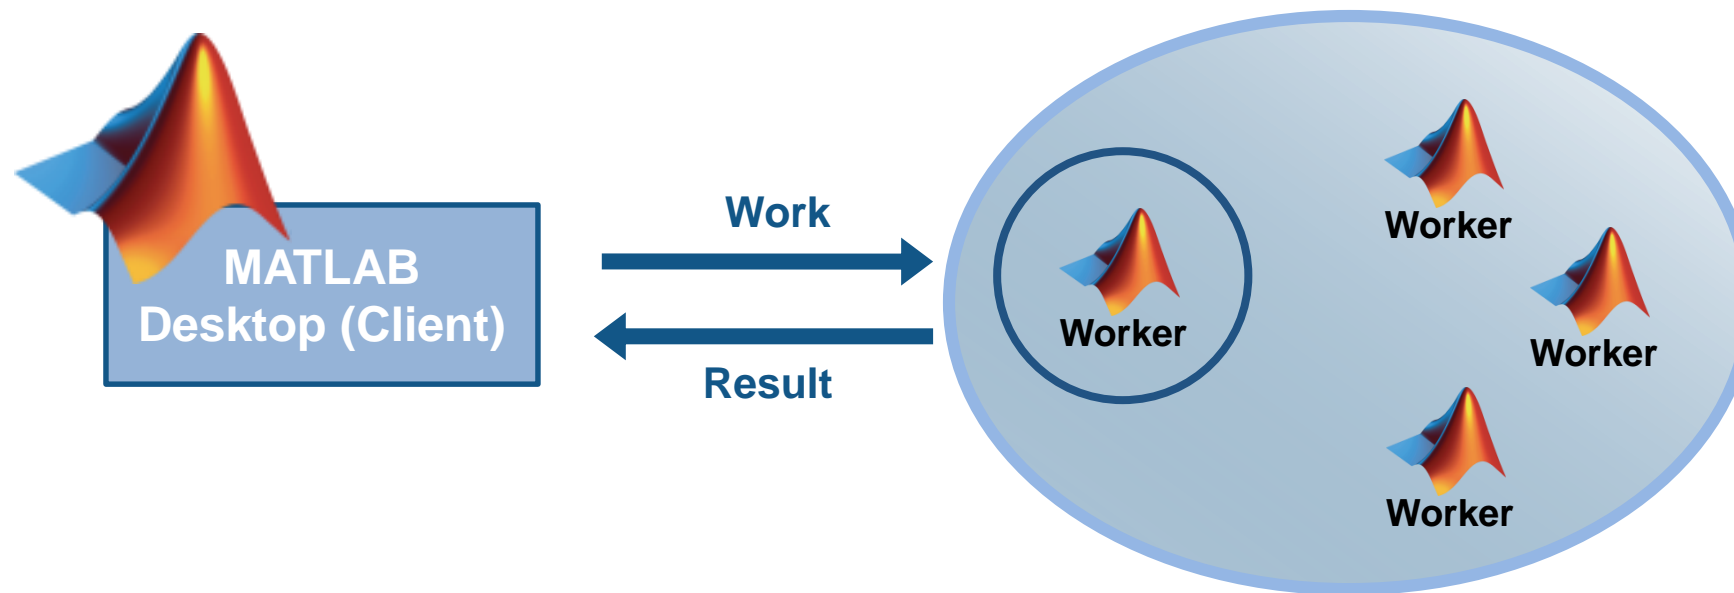 MATLAB
Desktop (Client)
Work
Result
Worker
Worker
Worker
Worker